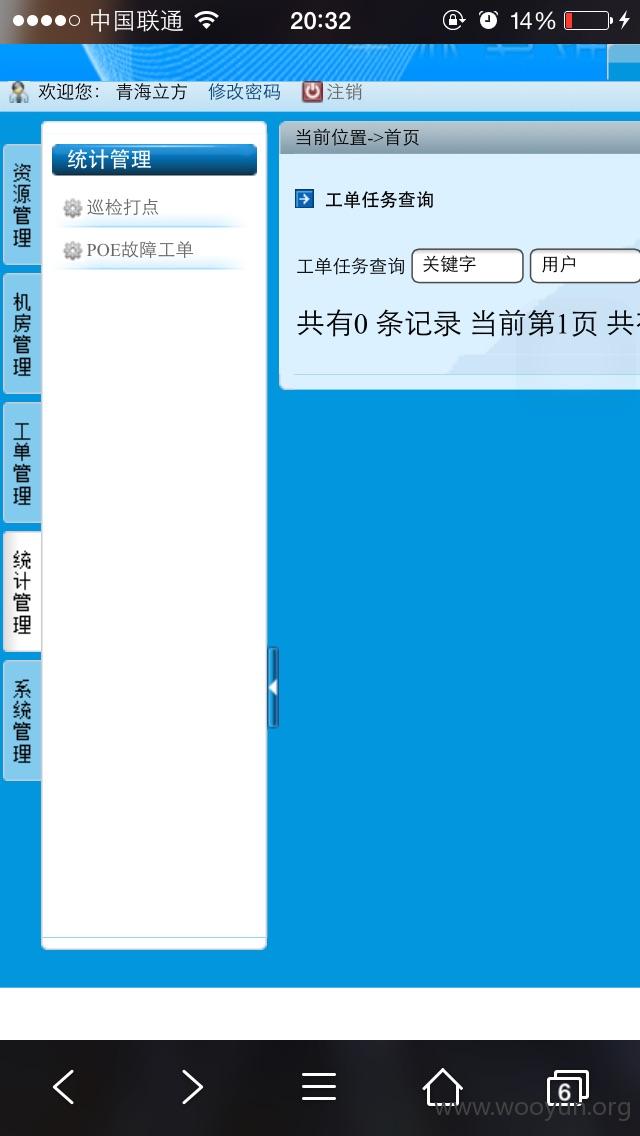 中国联通 20:32 14%
欢迎您： 青海立方 修改密码 注销
资源管理
机房管理
工单管理
统计管理
系统管理
统计管理
巡检打点
POE故障工单
当前位置->首页
工单任务查询
工单任务查询 关键字 用户
共有0 条记录 当前第1页 共
6
www.wooyun.org